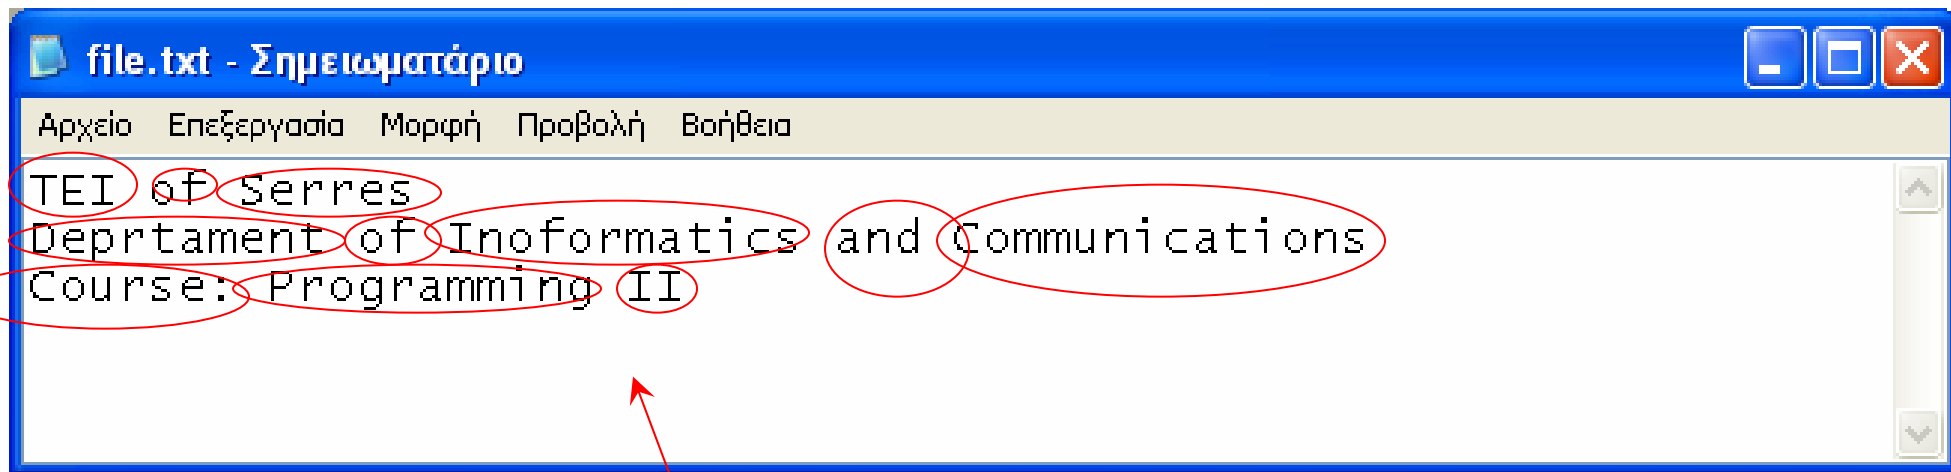 file.txt - Σημειωματάριο
Αρχείο Επεξεργασία Μορφή Προβολή Βοήθεια
TEI of Serres
Deprtament of Inoformatics and Communications
Course: Programming II